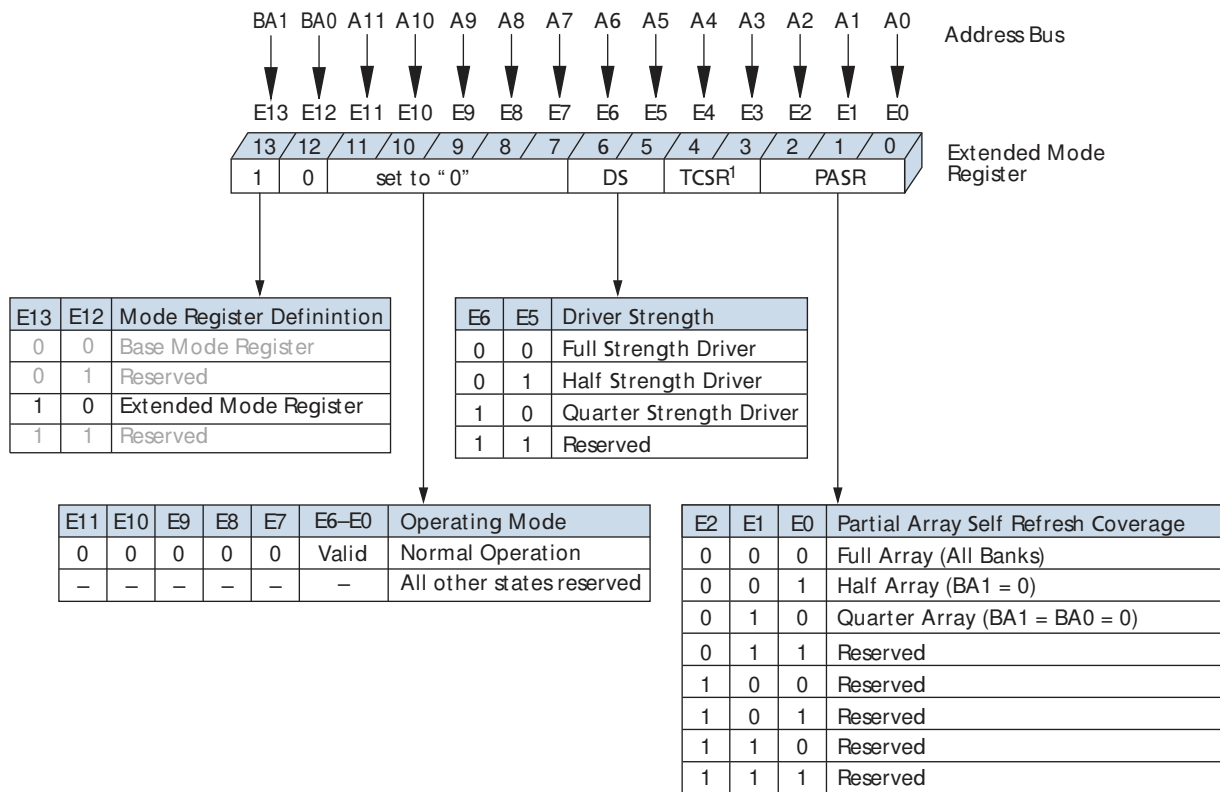 BA1 BA0 A11 A10 A9 A8 A7 A6 A5 A4 A3 A2 A1 A0
Address Bus
E13 E12 E11 E10 E9 E8 E7 E6 E5 E4 E3 E2 E1 E0
13 12 11 10 9 8 7 6 5 4 3 2 1 0
Extended Mode
Register
1 0 set to “0” DS TCSR¹ PASR
E13 E12 Mode Register Definintion
0 0 Base Mode Register
0 1 Reserved
1 0 Extended Mode Register
1 1 Reserved
E6 E5 Driver Strength
0 0 Full Strength Driver
0 1 Half Strength Driver
1 0 Quarter Strength Driver
1 1 Reserved
E11 E10 E9 E8 E7 E6–E0 Operating Mode
0 0 0 0 0 Valid Normal Operation
– – – – – – All other states reserved
E2 E1 E0 Partial Array Self Refresh Coverage
0 0 0 Full Array (All Banks)
0 0 1 Half Array (BA1 = 0)
0 1 0 Quarter Array (BA1 = BA0 = 0)
0 1 1 Reserved
1 0 0 Reserved
1 0 1 Reserved
1 1 0 Reserved
1 1 1 Reserved